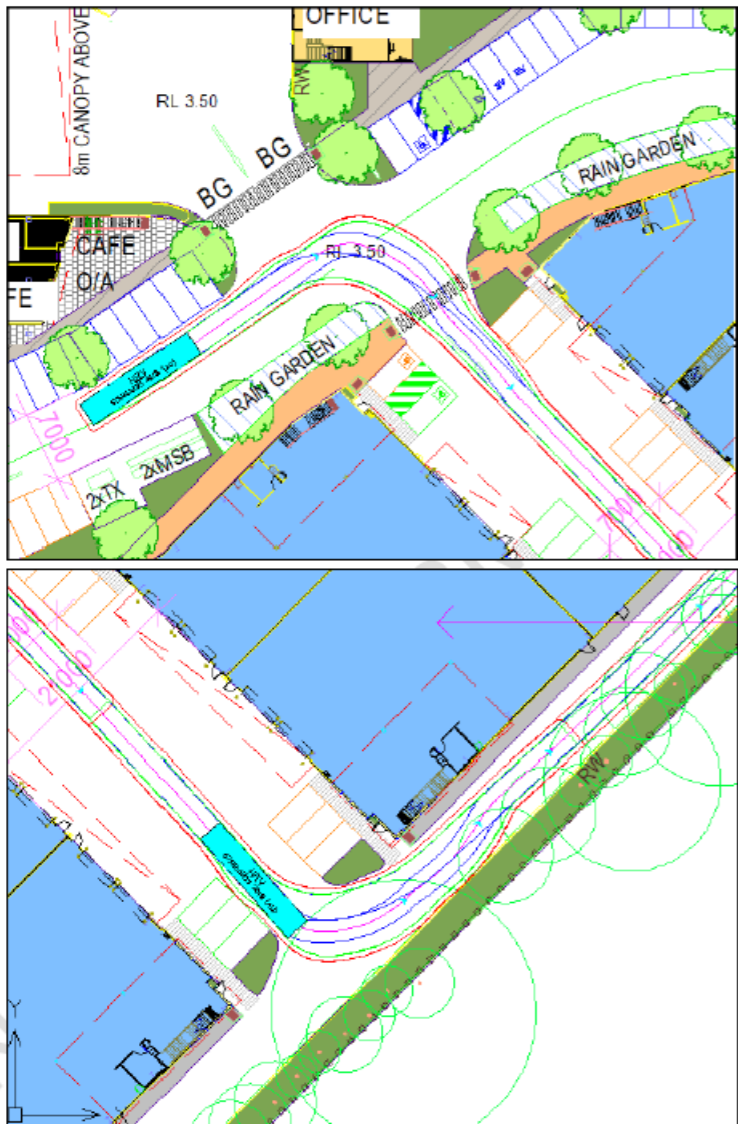 OFFICE
8m CANOPY ABOVE
RW
RL 3.50
BG
BG
RAIN GARDEN
CAFE
O/A
FE
RL 3.50
RAIN GARDEN
7000
2xMSB
2xTX
RW